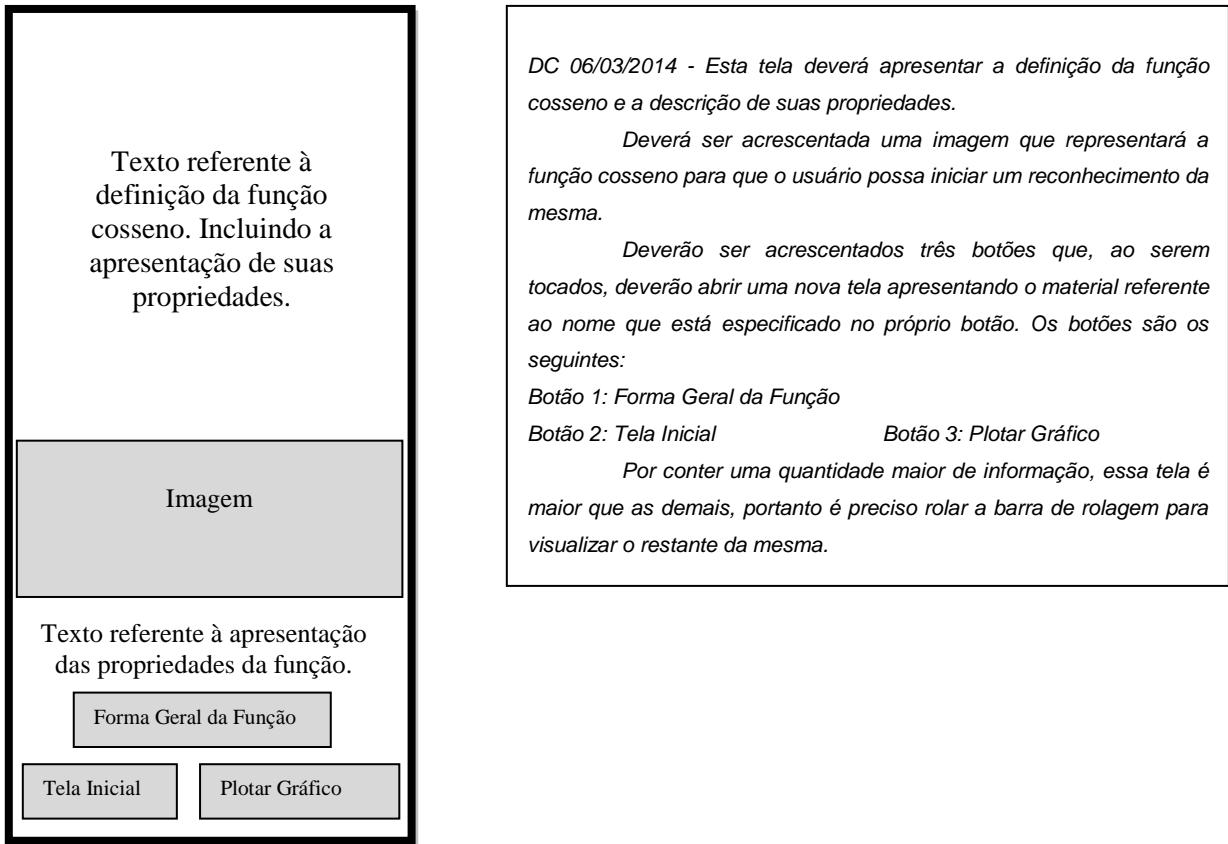 Texto referente à
definição da função
cosseno. Incluindo a
apresentação de suas
propriedades.
Imagem
Texto referente à apresentação
das propriedades da função.
Forma Geral da Função
Tela Inicial
Plotar Gráfico
DC 06/03/2014 - Esta tela deverá apresentar a definição da função
cosseno e a descrição de suas propriedades.
Deverá ser acrescentada uma imagem que representará a
função cosseno para que o usuário possa iniciar um reconhecimento da
mesma.
Deverão ser acrescentados três botões que, ao serem
tocados, deverão abrir uma nova tela apresentando o material referente
ao nome que está especificado no próprio botão. Os botões são os
seguintes:
Botão 1: Forma Geral da Função
Botão 2: Tela Inicial Botão 3: Plotar Gráfico
Por conter uma quantidade maior de informação, essa tela é
maior que as demais, portanto é preciso rolar a barra de rolagem para
visualizar o restante da mesma.